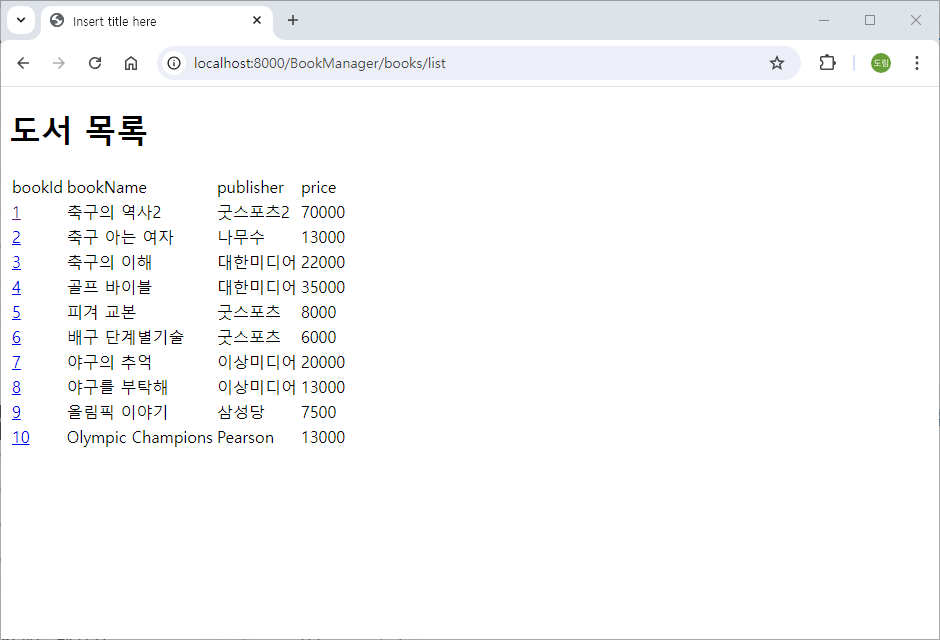 Insert title here
localhost:8000/BookManager/books/list
도림
도서 목록
bookId bookName publisher price
1 축구의 역사2 굿스포츠2 70000
2 축구 아는 여자 나무수 13000
3 축구의 이해 대한미디어 22000
4 골프 바이블 대한미디어 35000
5 피겨 교본 굿스포츠 8000
6 배구 단계별기술 굿스포츠 6000
7 야구의 추억 이상미디어 20000
8 야구를 부탁해 이상미디어 13000
9 올림픽 이야기 삼성당 7500
10 Olympic Champions Pearson 13000